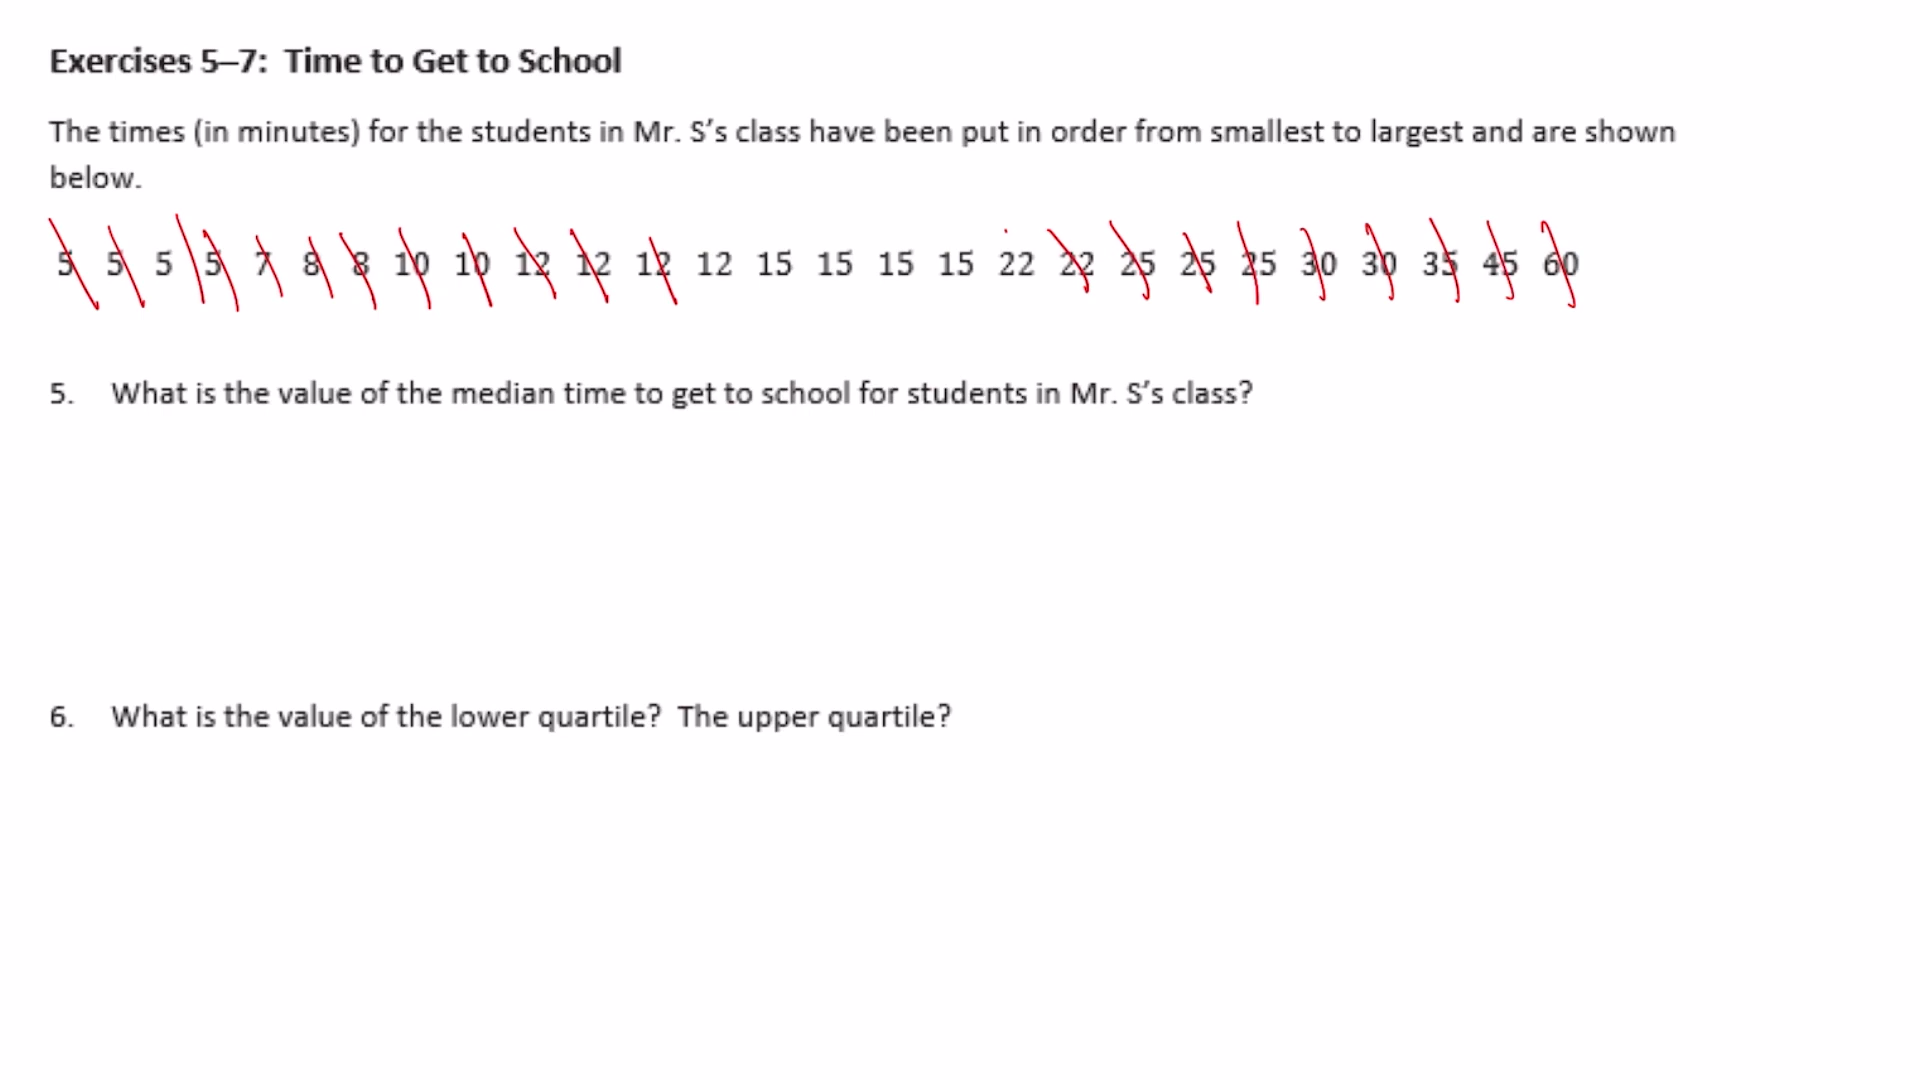 Exercises 5–7: Time to Get to School
The times (in minutes) for the students in Mr. S’s class have been put in order from smallest to largest and are shown
below.
5 5 5 5 7 8 8 10 10 12 12 12 12 15 15 15 15 22 22 25 25 25 30 30 35 45 60
5. What is the value of the median time to get to school for students in Mr. S’s class?
6. What is the value of the lower quartile? The upper quartile?